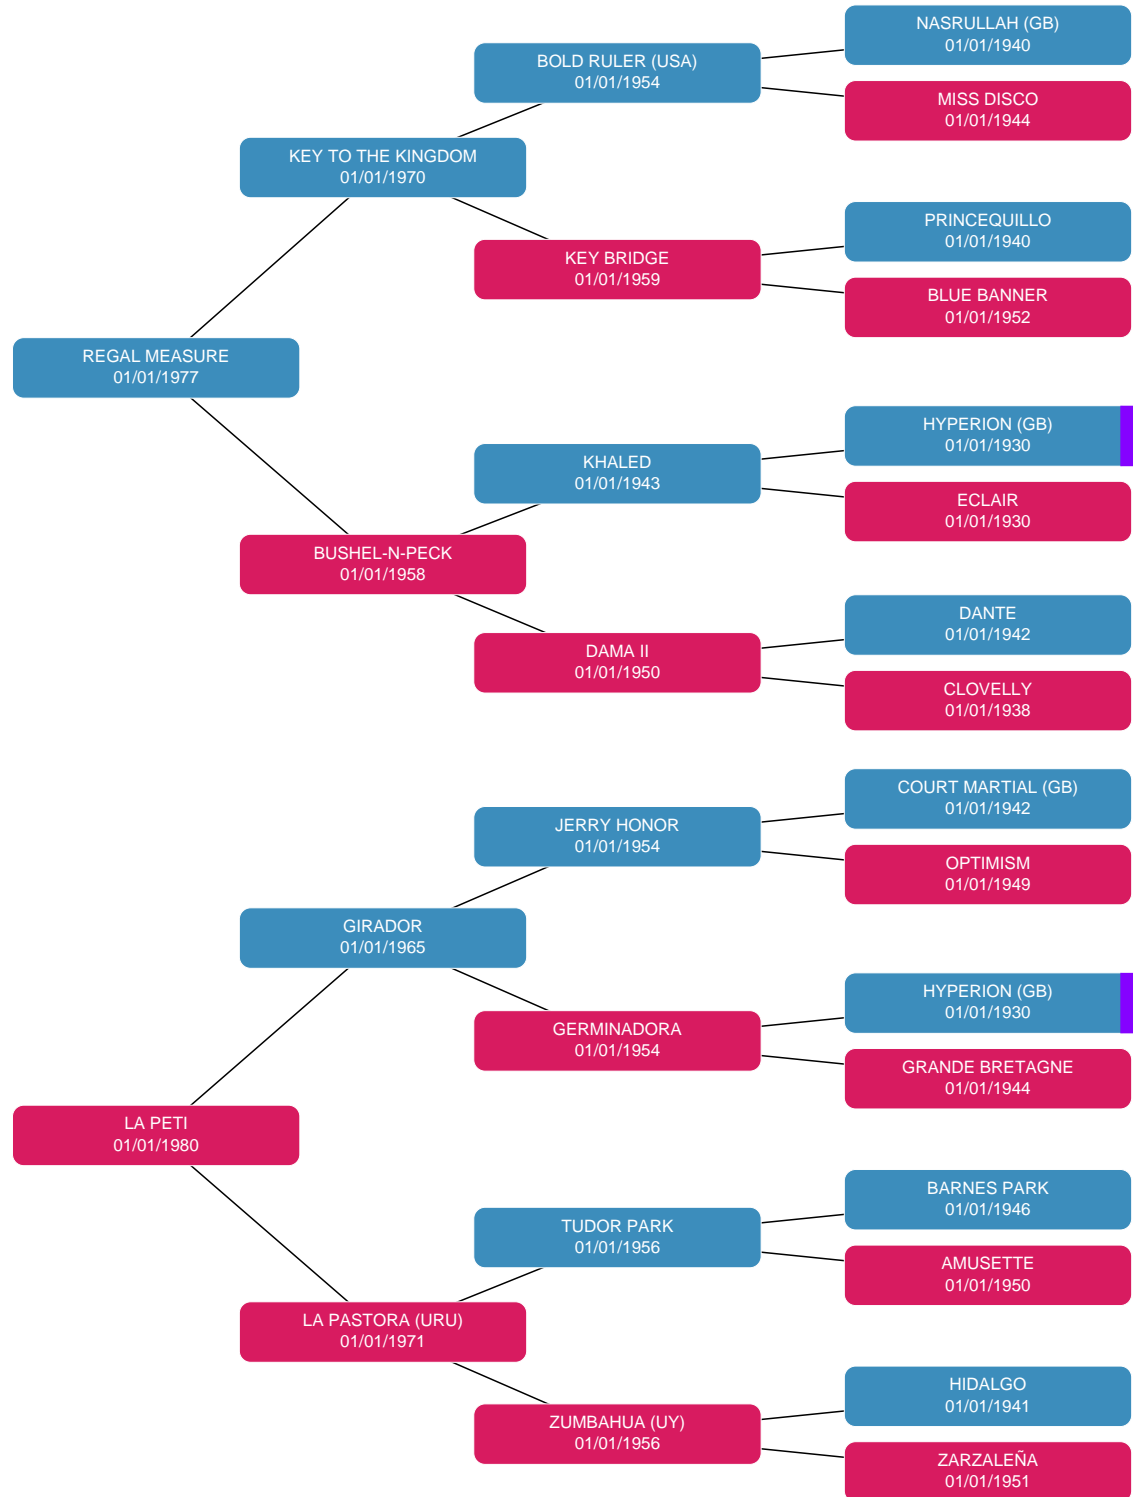 NASRULLAH (GB)
01/01/1940
BOLD RULER (USA)
01/01/1954
MISS DISCO
01/01/1944
KEY TO THE KINGDOM
01/01/1970
PRINCEQUILLO
01/01/1940
KEY BRIDGE
01/01/1959
BLUE BANNER
01/01/1952
REGAL MEASURE
01/01/1977
HYPERION (GB)
01/01/1930
KHALED
01/01/1943
ECLAIR
01/01/1930
BUSHEL-N-PECK
01/01/1958
DANTE
01/01/1942
DAMA II
01/01/1950
CLOVELLY
01/01/1938
COURT MARTIAL (GB)
01/01/1942
JERRY HONOR
01/01/1954
OPTIMISM
01/01/1949
GIRADOR
01/01/1965
HYPERION (GB)
01/01/1930
GERMINADORA
01/01/1954
GRANDE BRETAGNE
01/01/1944
LA PETI
01/01/1980
BARNES PARK
01/01/1946
TUDOR PARK
01/01/1956
AMUSETTE
01/01/1950
LA PASTORA (URU)
01/01/1971
HIDALGO
01/01/1941
ZUMBAHUA (UY)
01/01/1956
ZARZALEÑA
01/01/1951